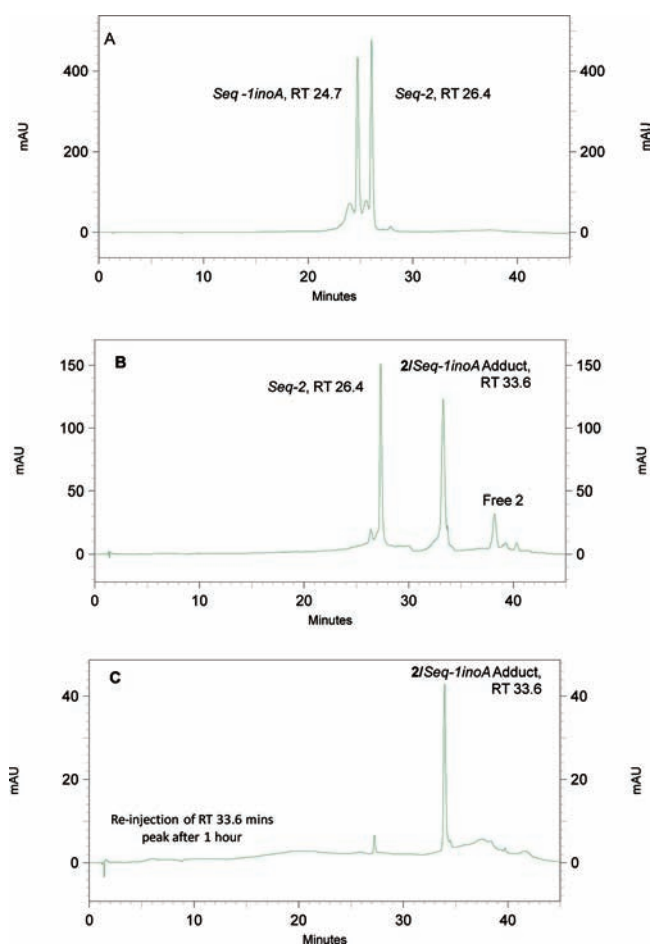 A
Seq -1inoA, RT 24.7
Seq-2, RT 26.4
400
200
0
400
200
0
mAU
mAU
0
10
20
30
40
Minutes
B
Seq-2, RT 26.4
2/Seq-1inoA Adduct,
RT 33.6
Free 2
150
100
50
0
150
100
50
0
mAU
mAU
0
10
20
30
40
Minutes
C
2/Seq-1inoA Adduct,
RT 33.6
Re-injection of RT 33.6 mins
peak after 1 hour
40
20
0
40
20
0
mAU
mAU
0
10
20
30
40
Minutes